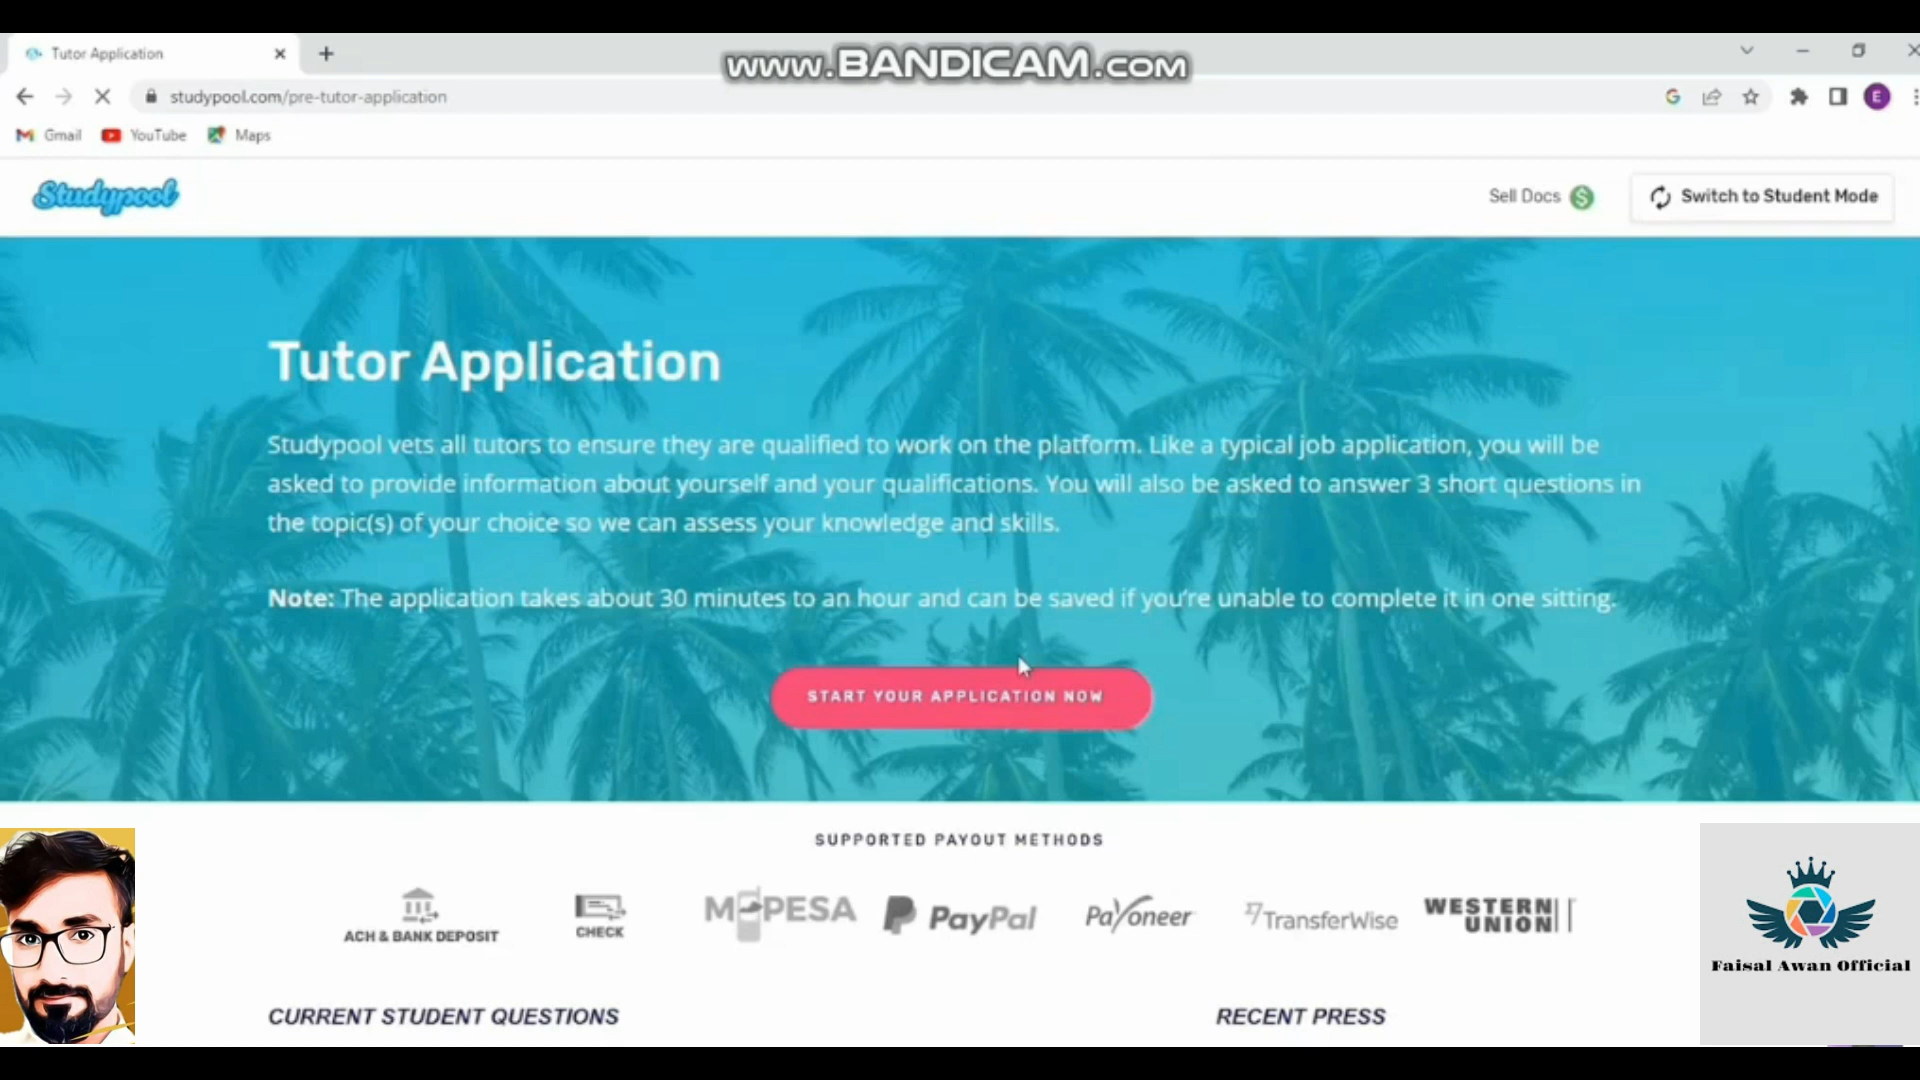 Tutor Application
www.BANDICAM.com
studypool.com/pre-tutor-application
E
Gmail YouTube Maps
Studypool
Sell Docs $
Switch to Student Mode
Tutor Application
Studypool vets all tutors to ensure they are qualified to work on the platform. Like a typical job application, you will be
asked to provide information about yourself and your qualifications. You will also be asked to answer 3 short questions in
the topic(s) of your choice so we can assess your knowledge and skills.
Note: The application takes about 30 minutes to an hour and can be saved if you're unable to complete it in one sitting.
START YOUR APPLICATION NOW
SUPPORTED PAYOUT METHODS
ACH & BANK DEPOSIT
CHECK
M-PESA
PayPal
Payoneer
TransferWise
WESTERN
UNION
Faisal Awan Official
CURRENT STUDENT QUESTIONS
RECENT PRESS